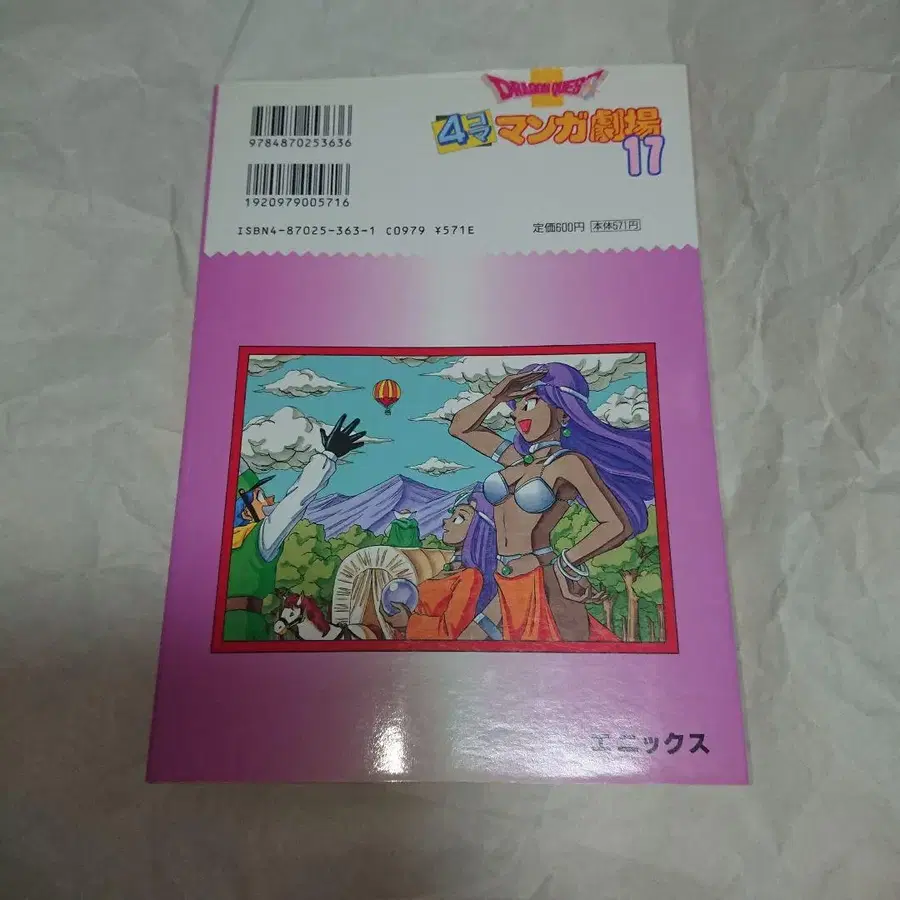 DRAGON QUEST
4コママンガ劇場
17
9784870253636
1920979005716
ISBN4-87025-363-1 C0979 ¥571E
定価600円 本体571円
エニックス